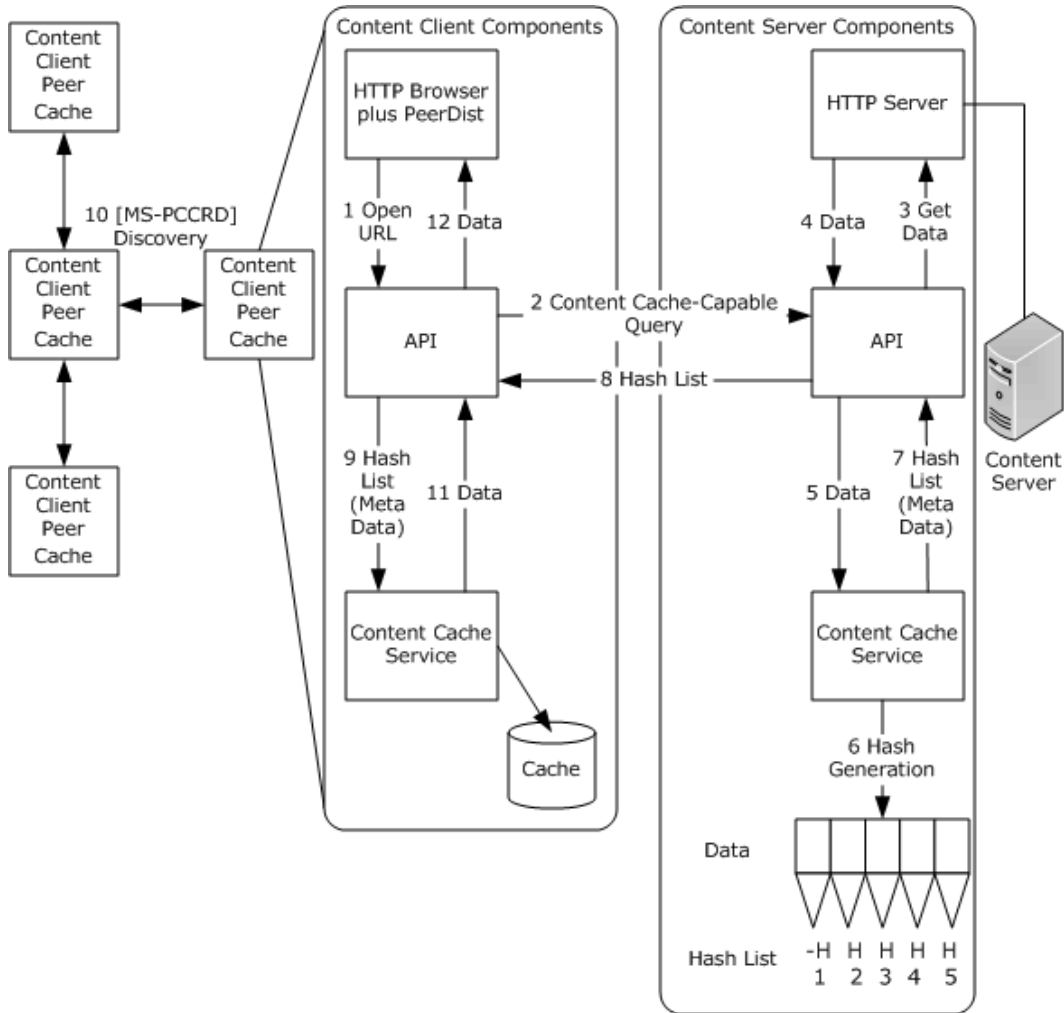 Content
Client
Peer
Cache
10 [MS-PCCRD]
Discovery
Content
Client
Peer
Cache
Content
Client
Peer
Cache
Content
Client
Peer
Cache
Content Client Components
HTTP Browser
plus PeerDist
1 Open
URL
12 Data
API
2 Content Cache-Capable
Query
8 Hash List
9 Hash
List
(Meta
Data)
11 Data
Content Cache
Service
Cache
Content Server Components
HTTP Server
4 Data
3 Get
Data
API
5 Data
7 Hash
List
(Meta
Data)
Content
Server
Content Cache
Service
6 Hash
Generation
Data
Hash List
-H H H H H
1 2 3 4 5